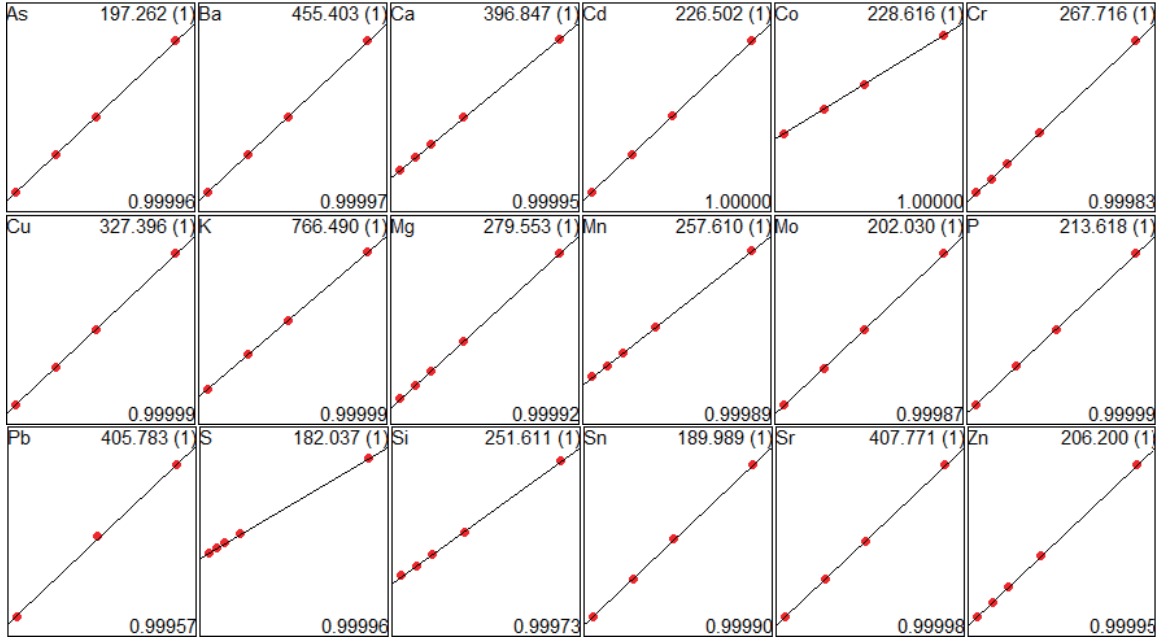 As 197.262 (1) Ba 455.403 (1) Ca 396.847 (1) Cd 226.502 (1) Co 228.616 (1) Cr 267.716 (1)
0.99996 0.99997 0.99995 1.00000 1.00000 0.99983
Cu 327.396 (1) K 766.490 (1) Mg 279.553 (1) Mn 257.610 (1) Mo 202.030 (1) P 213.618 (1)
0.99999 0.99999 0.99992 0.99989 0.99987 0.99999
Pb 405.783 (1) S 182.037 (1) Si 251.611 (1) Sn 189.989 (1) Sr 407.771 (1) Zn 206.200 (1)
0.99957 0.99996 0.99973 0.99990 0.99998 0.99995